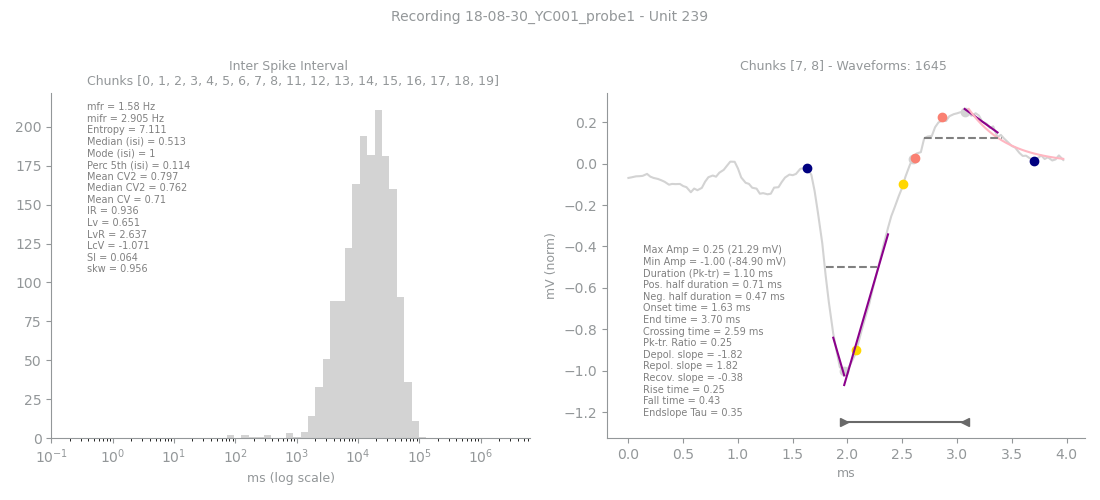 Recording 18-08-30_YC001_probe1 - Unit 239
Inter Spike Interval
Chunks [0, 1, 2, 3, 4, 5, 6, 7, 8, 11, 12, 13, 14, 15, 16, 17, 18, 19]
mfr = 1.58 Hz
mifr = 2.905 Hz
Entropy = 7.111
Median (isi) = 0.513
Mode (isi) = 1
Perc 5th (isi) = 0.114
Mean CV2 = 0.797
Median CV2 = 0.762
Mean CV = 0.71
IR = 0.936
Lv = 0.651
LvR = 2.637
LcV = -1.071
SI = 0.064
skw = 0.956
200
175
150
125
100
75
50
25
0
10⁻¹ 10⁰ 10¹ 10² 10³ 10⁴ 10⁵ 10⁶
ms (log scale)
Chunks [7, 8] - Waveforms: 1645
mV (norm)
0.2
0.0
−0.2
−0.4
−0.6
−0.8
−1.0
−1.2
Max Amp = 0.25 (21.29 mV)
Min Amp = -1.00 (-84.90 mV)
Duration (Pk-tr) = 1.10 ms
Pos. half duration = 0.71 ms
Neg. half duration = 0.47 ms
Onset time = 1.63 ms
End time = 3.70 ms
Crossing time = 2.59 ms
Pk-tr. Ratio = 0.25
Depol. slope = -1.82
Repol. slope = 1.82
Recov. slope = -0.38
Rise time = 0.25
Fall time = 0.43
Endslope Tau = 0.35
0.0 0.5 1.0 1.5 2.0 2.5 3.0 3.5 4.0
ms